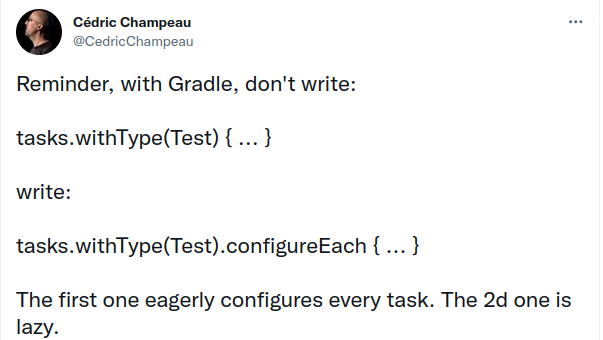 Cédric Champeau
@CedricChampeau
Reminder, with Gradle, don't write:
tasks.withType(Test) { ... }
write:
tasks.withType(Test).configureEach { ... }
The first one eagerly configures every task. The 2d one is
lazy.